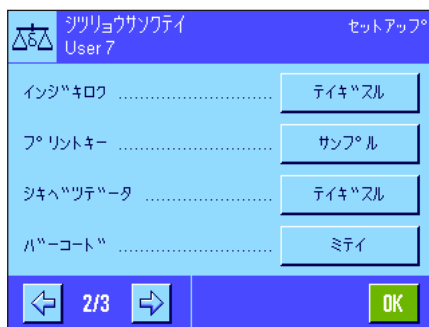 シツリョウソクテイ セットアップ
User 7
インジキロク .......................... テイギスル
プリントキー .......................... サンプル
シキベツデータ ...................... テイギスル
バーコード .......................... ミテイ
2/3 OK